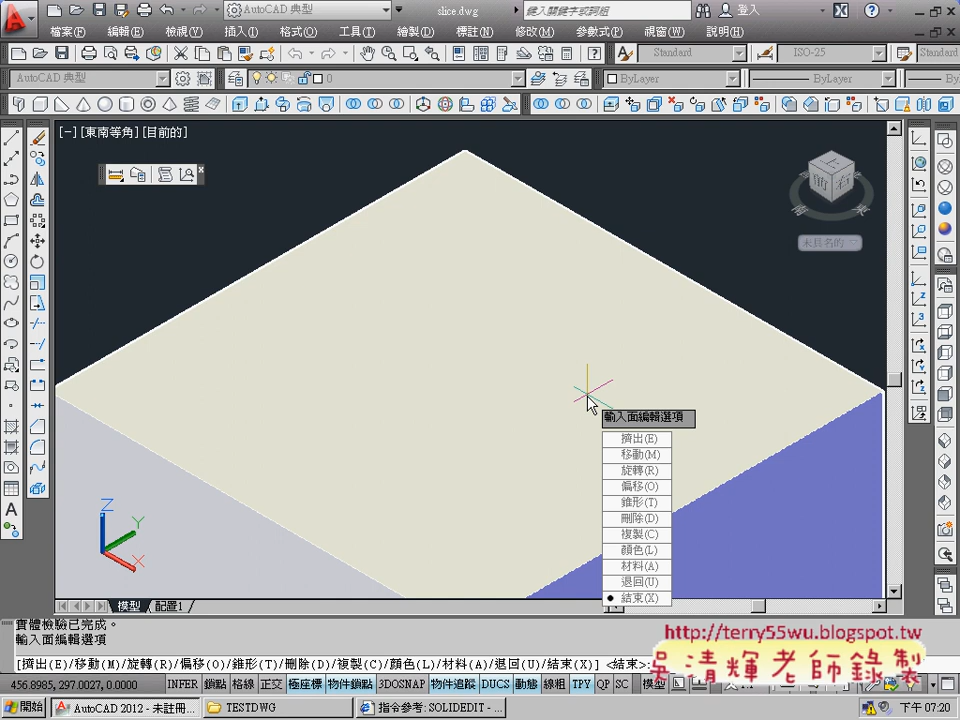 AutoCAD 典型
slice.dwg
鍵入關鍵字或詞組
登入
檔案(F)
編輯(E)
檢視(V)
插入(I)
格式(O)
工具(T)
繪製(D)
標註(N)
修改(M)
參數式(P)
視窗(W)
說明(H)
Standard
ISO-25
Standard
AutoCAD 典型
0
ByLayer
ByLayer
[−][東南等角][目前的]
上
前
右
南
東
未具名的
輸入面編輯選項
擠出(E)
移動(M)
旋轉(R)
偏移(O)
錐形(T)
刪除(D)
複製(C)
顏色(L)
材料(A)
退回(U)
結束(X)
Z
Y
X
模型
配置1
實體檢驗已完成。
輸入面編輯選項
[擠出(E)/移動(M)/旋轉(R)/偏移(O)/錐形(T)/刪除(D)/複製(C)/顏色(L)/材料(A)/退回(U)/結束(X)] <結束>:
http://terry55wu.blogspot.tw
吳清輝老師錄製
456.8985, 297.0027, 0.0000
INFER 鎖點 格線 正交 極座標 物件鎖點 3DOSNAP 物件追蹤 DUCS 動態 線粗 TPY QP SC
模型
開始
AutoCAD 2012 - 未註冊...
TESTDWG
指令參考: SOLIDEDIT - ...
下午 07:20